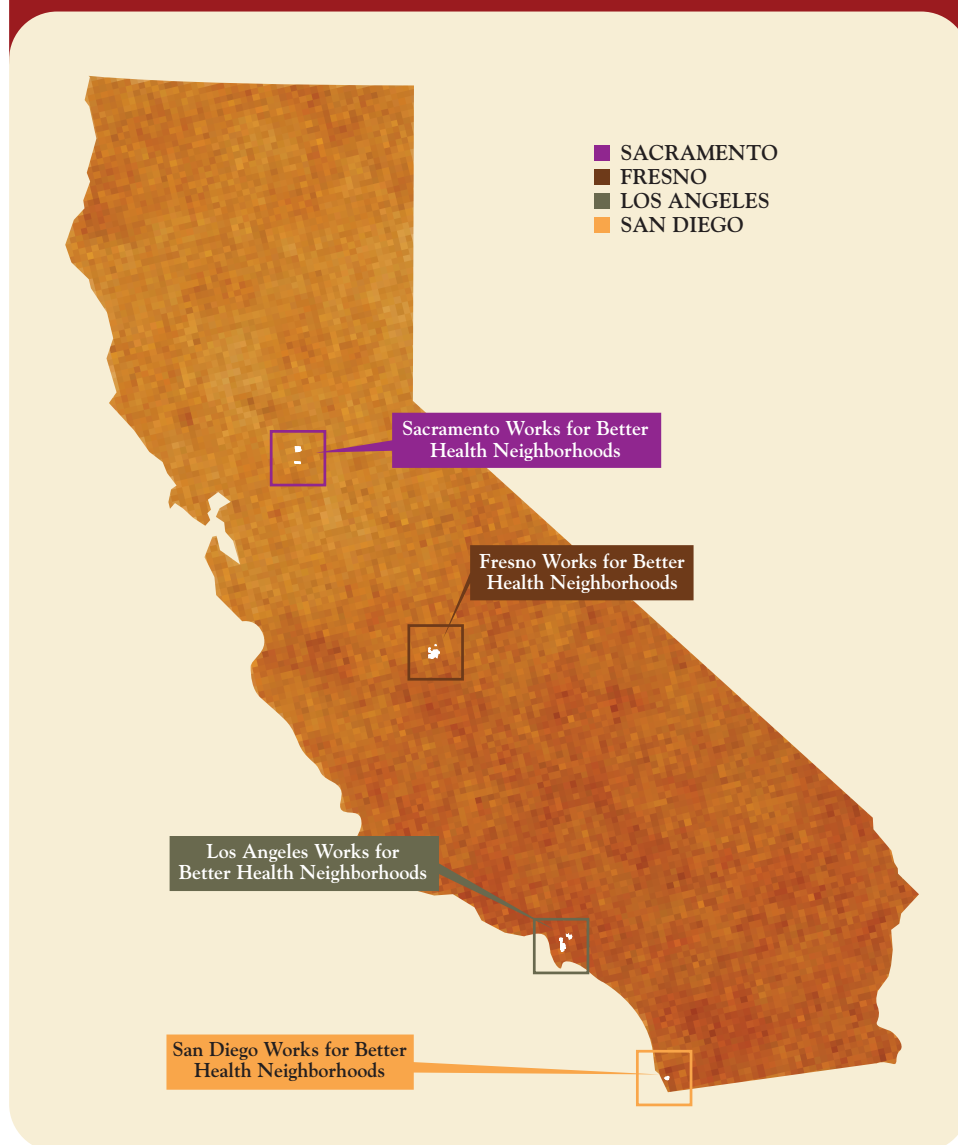 SACRAMENTO
FRESNO
LOS ANGELES
SAN DIEGO
Sacramento Works for Better
Health Neighborhoods
Fresno Works for Better
Health Neighborhoods
Los Angeles Works for
Better Health Neighborhoods
San Diego Works for Better
Health Neighborhoods